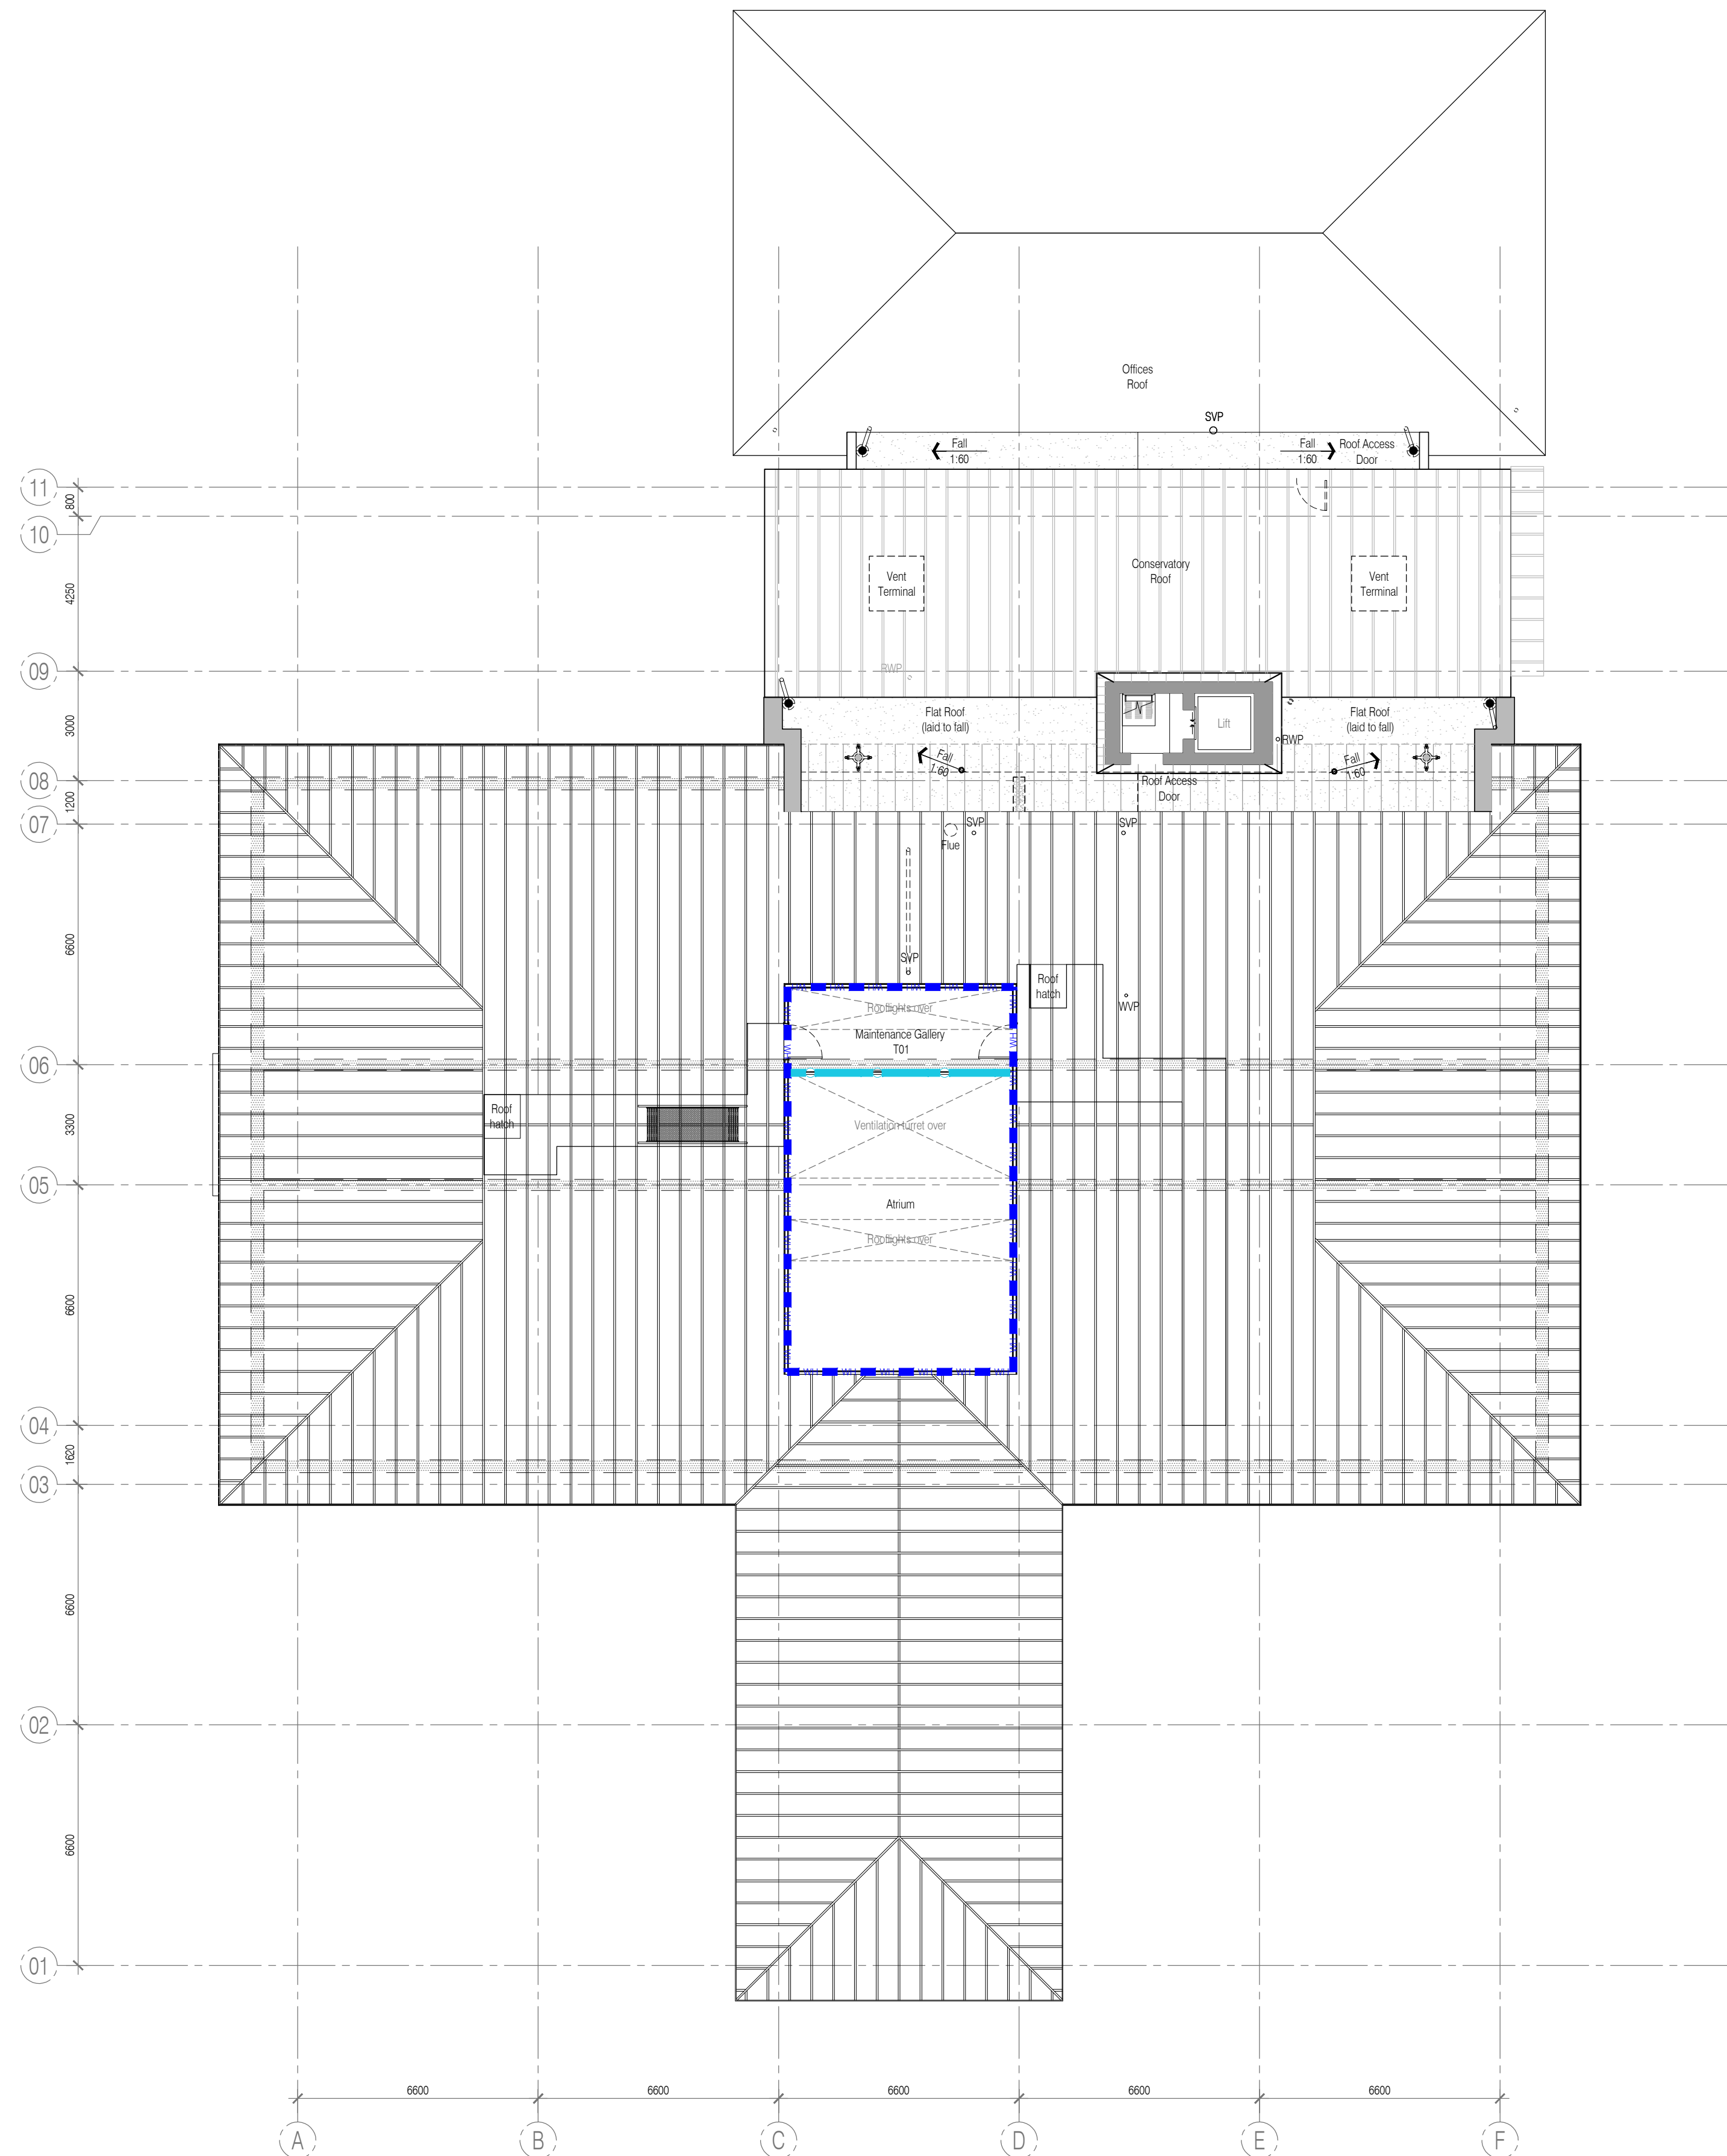 Offices
Roof
SVP
Fall
1:60
Fall
1:60
Roof Access
Door
11
800
10
Vent
Terminal
Conservatory
Roof
Vent
Terminal
4250
09
RWP
3000
Flat Roof
(laid to fall)
Lift
Flat Roof
(laid to fall)
RWP
Fall
1:60
Fall
1:60
08
Roof Access
Door
1200
07
SVP
SVP
Flue
6600
SVP
Roof
hatch
WVP
Rooflights over
Maintenance Gallery
T01
06
3300
Roof
hatch
Ventilation turret over
05
Atrium
Rooflights over
6600
04
1620
03
6600
02
6600
01
6600
6600
6600
6600
6600
A
B
C
D
E
F